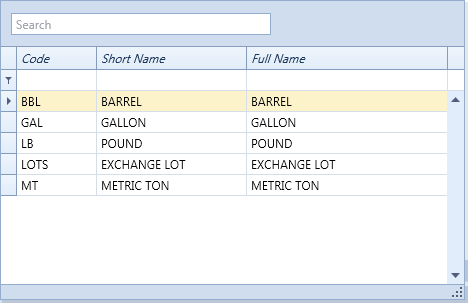 Search
Code Short Name Full Name
BBL BARREL BARREL
GAL GALLON GALLON
LB POUND POUND
LOTS EXCHANGE LOT EXCHANGE LOT
MT METRIC TON METRIC TON